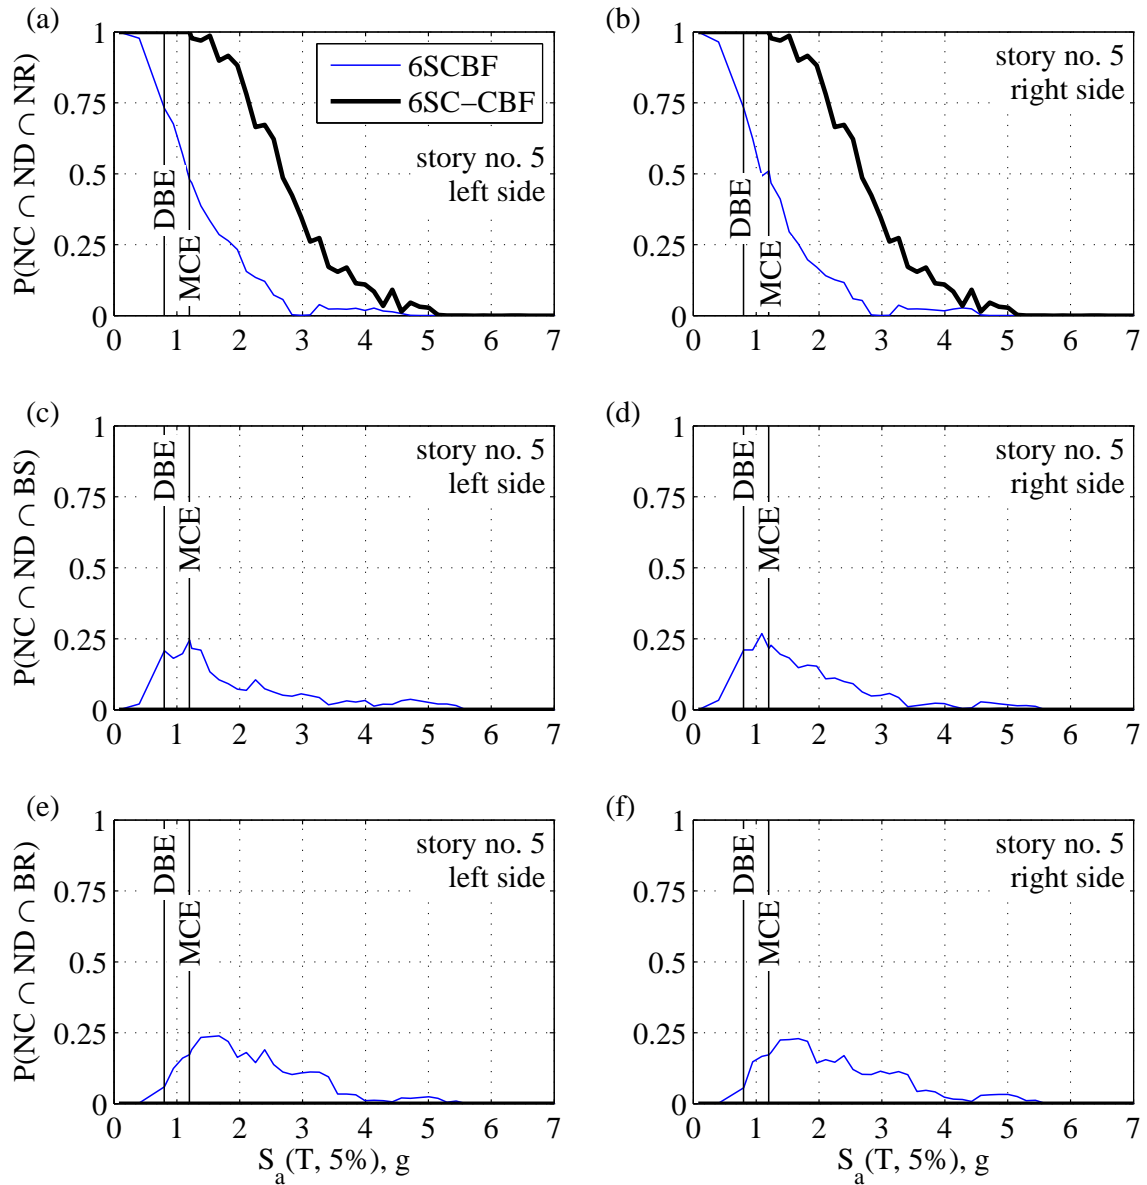 (a)
P(NC ∩ ND ∩ NR)
1
0.75
0.5
0.25
0
0 1 2 3 4 5 6 7
6SCBF
6SC−CBF
story no. 5
left side
DBE
MCE
(b)
1
0.75
0.5
0.25
0
0 1 2 3 4 5 6 7
story no. 5
right side
DBE
MCE
(c)
P(NC ∩ ND ∩ BS)
1
0.75
0.5
0.25
0
0 1 2 3 4 5 6 7
story no. 5
left side
DBE
MCE
(d)
1
0.75
0.5
0.25
0
0 1 2 3 4 5 6 7
story no. 5
right side
DBE
MCE
(e)
P(NC ∩ ND ∩ BR)
1
0.75
0.5
0.25
0
0 1 2 3 4 5 6 7
story no. 5
left side
DBE
MCE
S_a(T, 5%), g
(f)
1
0.75
0.5
0.25
0
0 1 2 3 4 5 6 7
story no. 5
right side
DBE
MCE
S_a(T, 5%), g